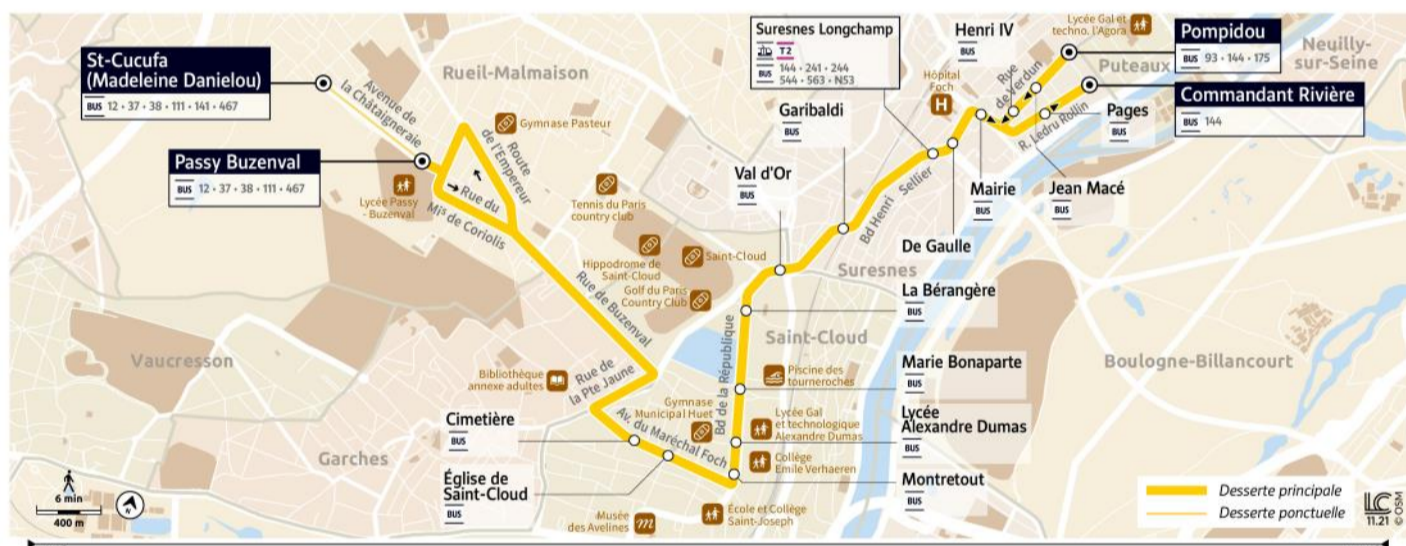 St-Cucufa
(Madeleine Danielou)
BUS 12 • 37 • 38 • 111 • 141 • 467
Passy Buzenval
BUS 12 • 37 • 38 • 111 • 467
Avenue de
la Châtaigneraie
Rueil-Malmaison
Gymnase Pasteur
Route
de l'Empereur
Lycée Passy
- Buzenval
Rue du
Mis de Coriolis
Tennis du Paris
country club
Hippodrome de
Saint-Cloud
Saint-Cloud
Golf du Paris
Country Club
Rue de Buzenval
Suresnes Longchamp
T2
BUS 144 • 241 • 244
544 • 563 • N53
Garibaldi
BUS
Val d'Or
BUS
Henri IV
BUS
Hôpital
Foch
H
Lycée Gal et
techno. l'Agora
Rue
de Verdun
Pompidou
BUS 93 • 144 • 175
Puteaux
Neuilly-
sur-Seine
Commandant Rivière
BUS 144
R. Ledru Rollin
Pages
BUS
Jean Macé
BUS
Mairie
BUS
De Gaulle
BUS
Bd Henri Sellier
Suresnes
La Bérangère
BUS
Saint-Cloud
Bd de la République
Marie Bonaparte
BUS
Piscine des
tourneroches
Lycée
Alexandre Dumas
BUS
Lycée Gal
et technologique
Alexandre Dumas
Collège
Emile Verhaeren
Montretout
BUS
Boulogne-Billancourt
Vaucresson
Bibliothèque
annexe adultes
Rue de
la Pte Jaune
Gymnase
Municipal Huet
Av. du Maréchal Foch
Cimetière
BUS
Garches
Église de
Saint-Cloud
BUS
Musée
des Avelines
m
École et Collège
Saint-Joseph
6 min
400 m
N
Desserte principale
Desserte ponctuelle
LC
11.21
© OSM